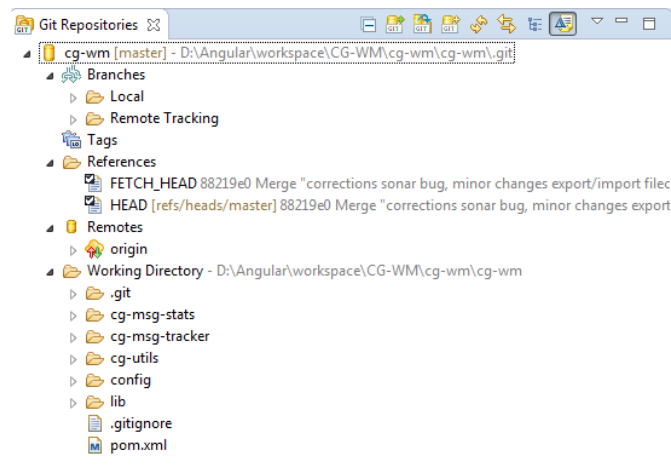 Git Repositories
cg-wm [master] - D:\Angular\workspace\CG-WM\cg-wm\cg-wm\.git
Branches
Local
Remote Tracking
Tags
References
FETCH_HEAD 88219e0 Merge "corrections sonar bug, minor changes export/import filec
HEAD [refs/heads/master] 88219e0 Merge "corrections sonar bug, minor changes export
Remotes
origin
Working Directory - D:\Angular\workspace\CG-WM\cg-wm\cg-wm
.git
cg-msg-stats
cg-msg-tracker
cg-utils
config
lib
.gitignore
pom.xml